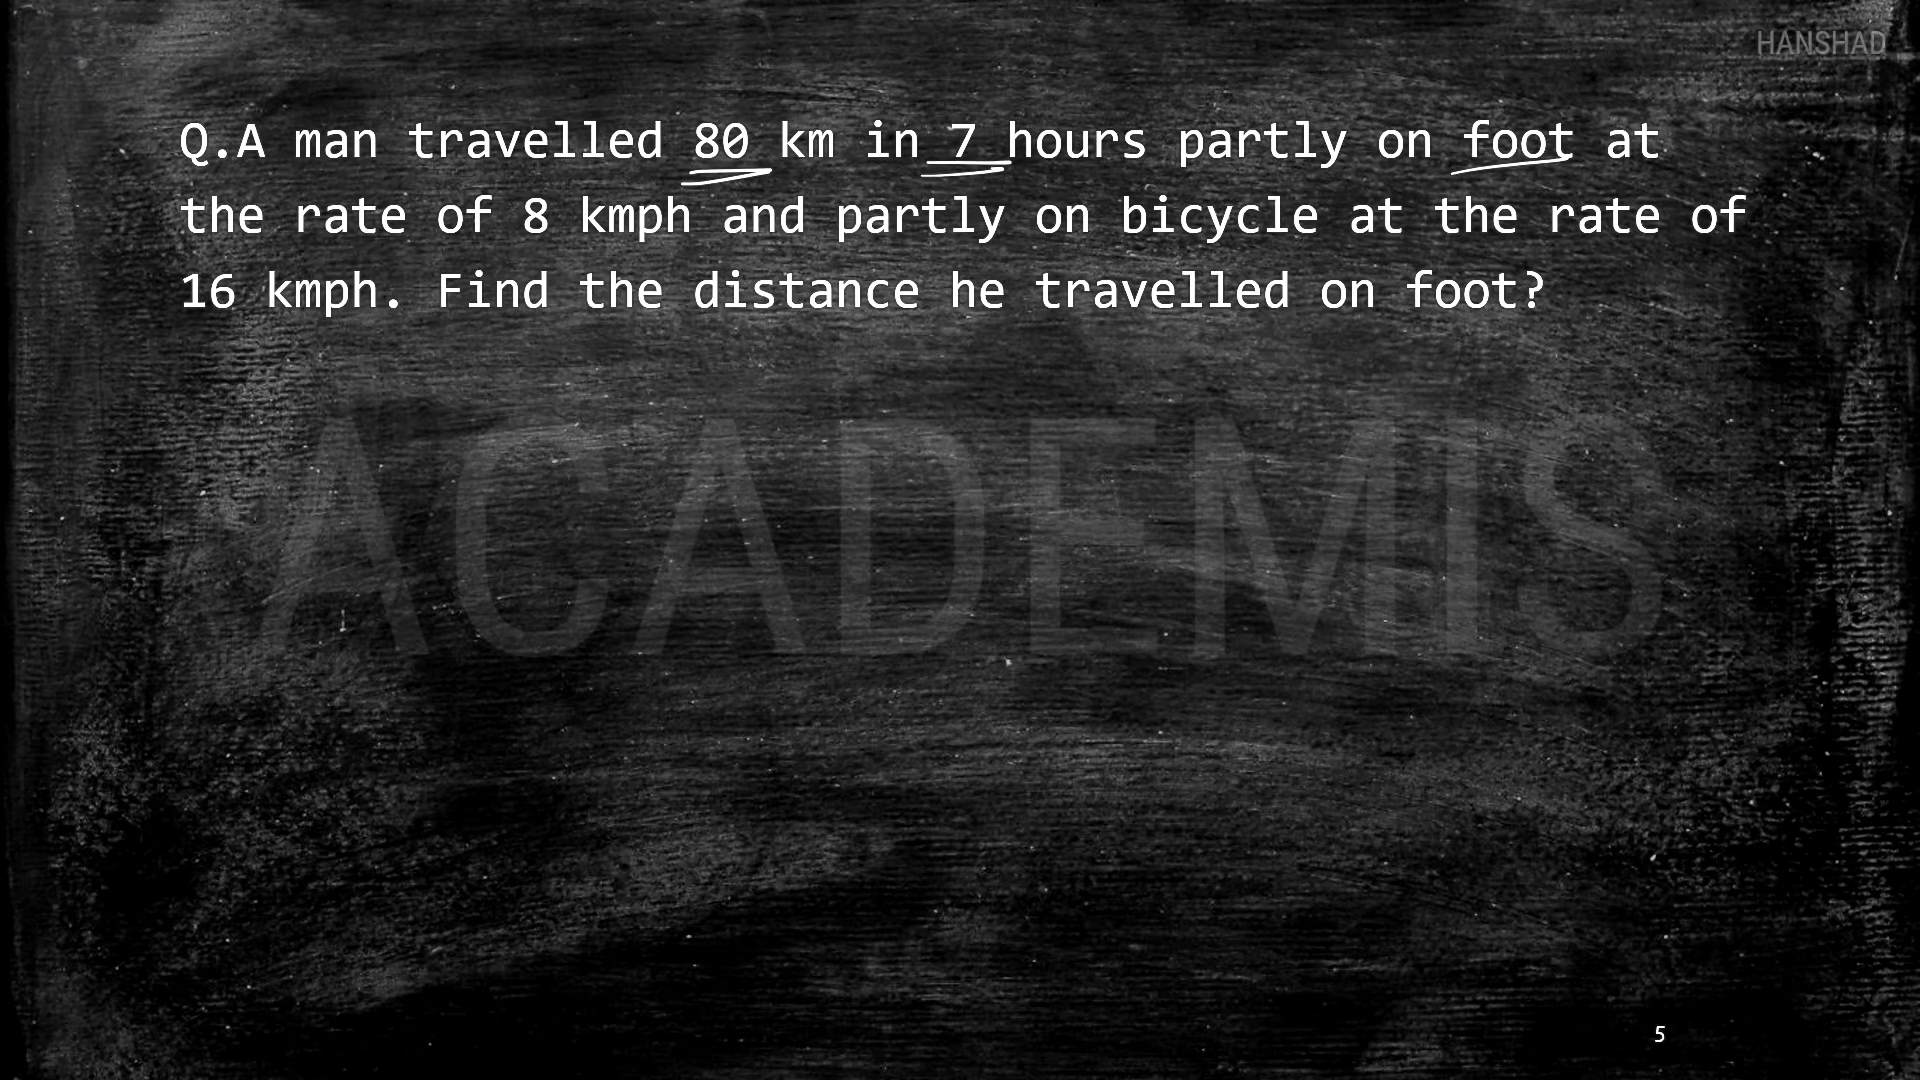 HANSHAD
Q.A man travelled 80 km in 7 hours partly on foot at
the rate of 8 kmph and partly on bicycle at the rate of
16 kmph. Find the distance he travelled on foot?
ACADEMIS
5